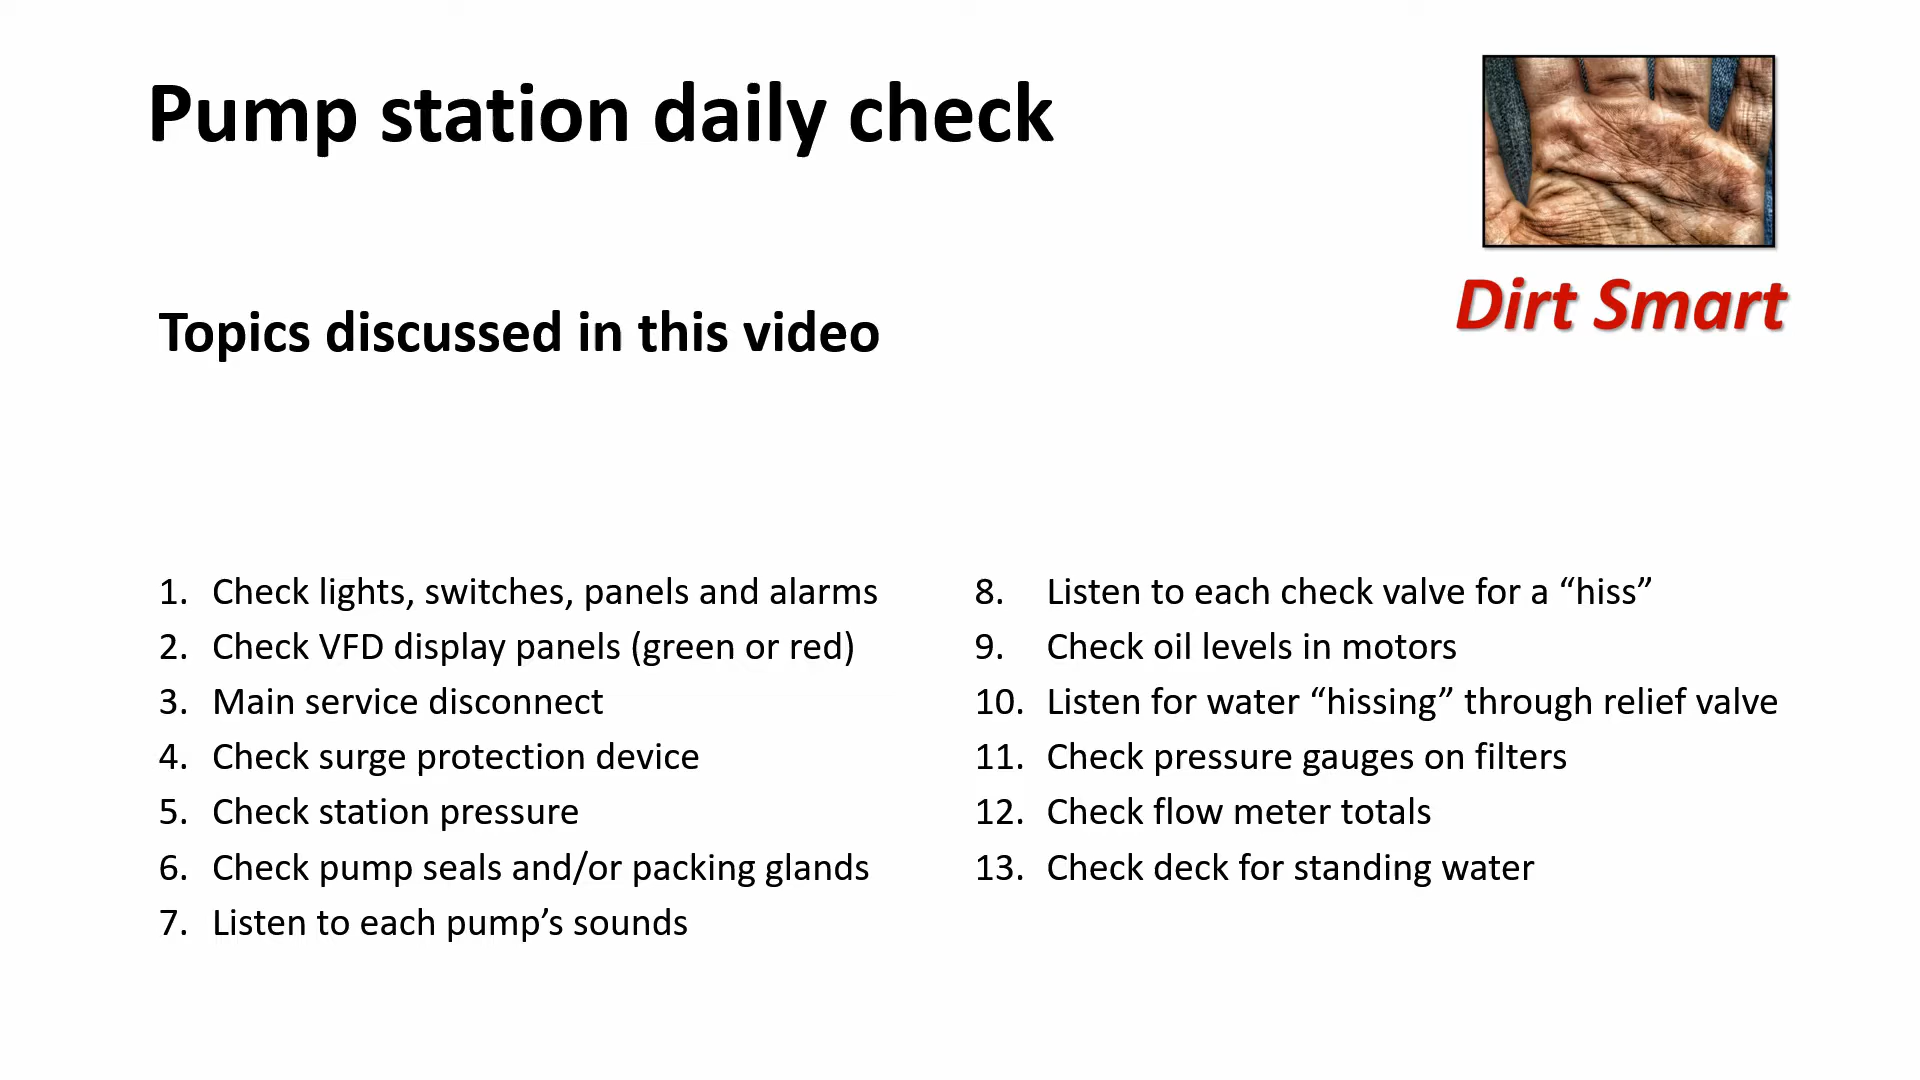 Pump station daily check
Dirt Smart
Topics discussed in this video
1. Check lights, switches, panels and alarms
2. Check VFD display panels (green or red)
3. Main service disconnect
4. Check surge protection device
5. Check station pressure
6. Check pump seals and/or packing glands
7. Listen to each pump’s sounds
8. Listen to each check valve for a “hiss”
9. Check oil levels in motors
10. Listen for water “hissing” through relief valve
11. Check pressure gauges on filters
12. Check flow meter totals
13. Check deck for standing water